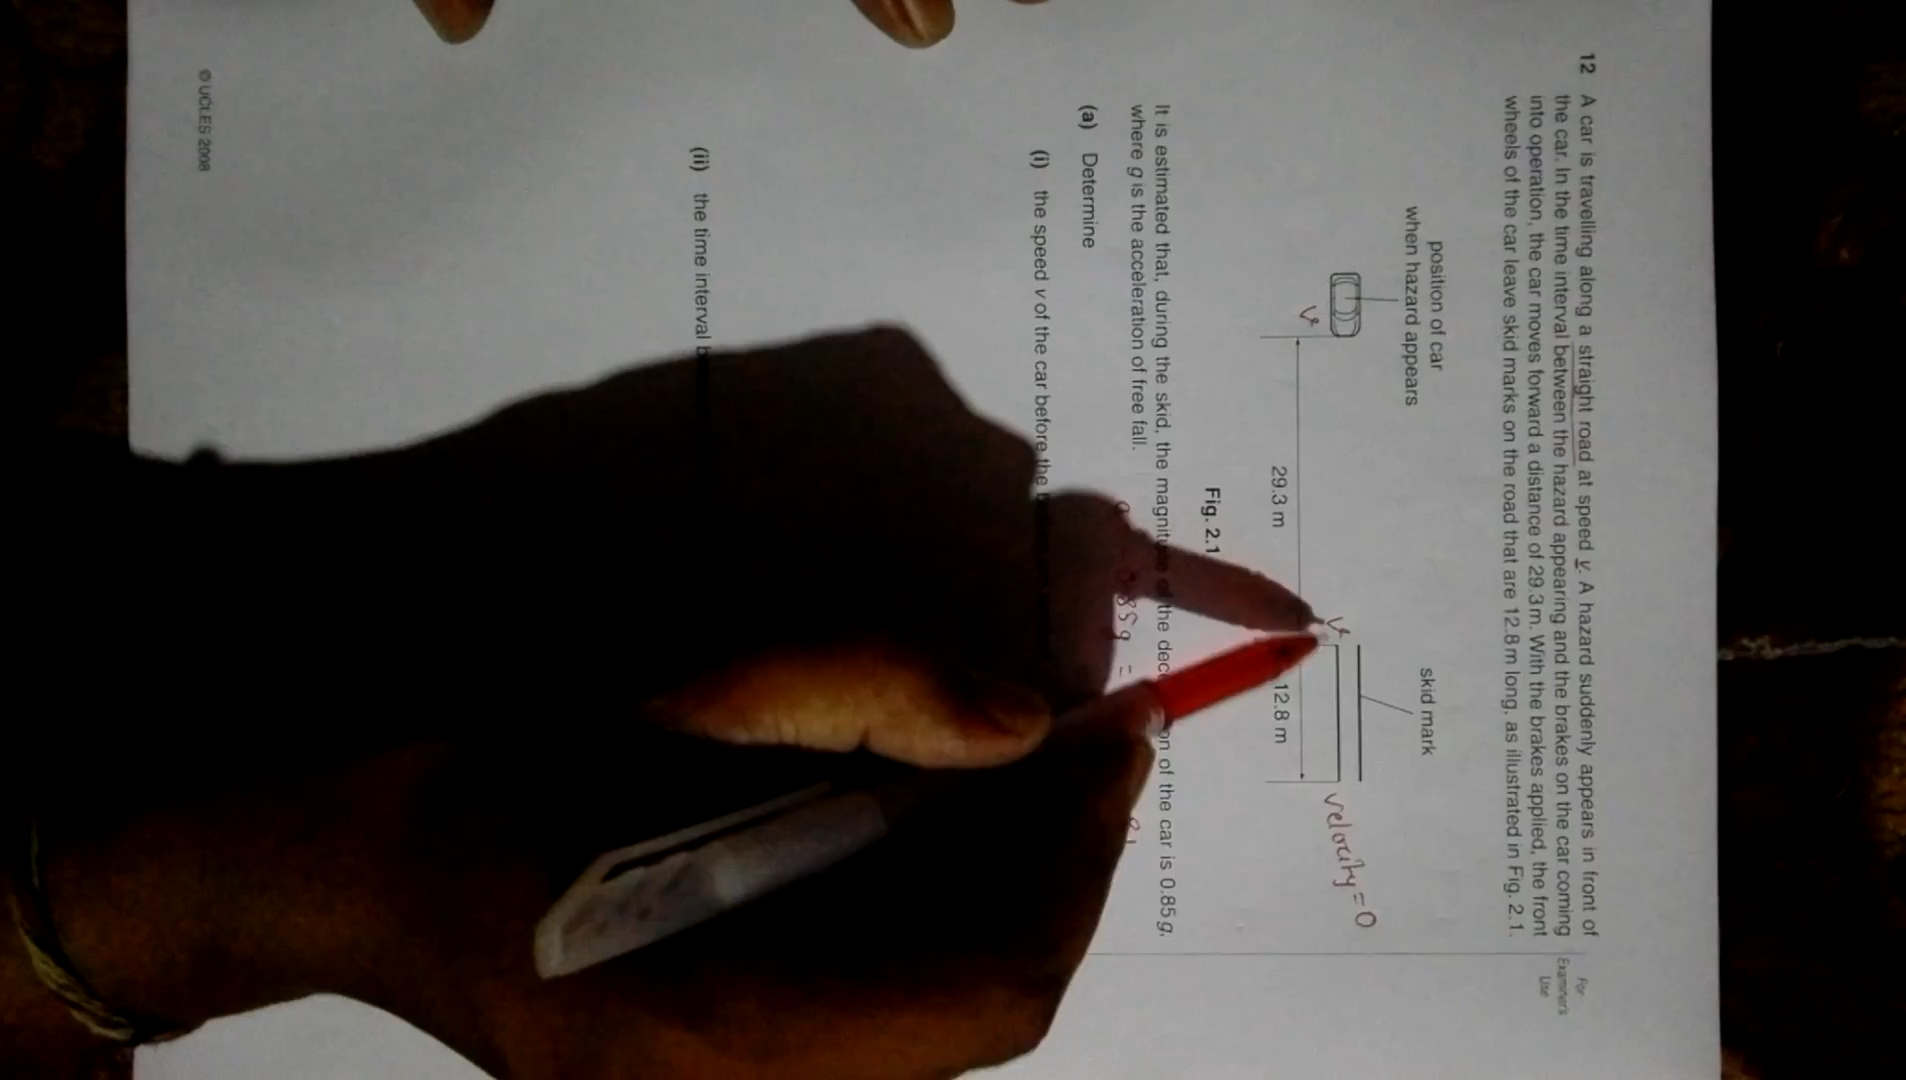 12 A car is travelling along a straight road at speed v. A hazard suddenly appears in front of
the car. In the time interval between the hazard appearing and the brakes on the car coming
into operation, the car moves forward a distance of 29.3 m. With the brakes applied, the front
wheels of the car leave skid marks on the road that are 12.8 m long, as illustrated in Fig. 2.1.
For
Examiner's
Use
position of car
when hazard appears
skid mark
v
v
velocity = 0
29.3 m
12.8 m
Fig. 2.1
It is estimated that, during the skid, the magnitude of the deceleration of the car is 0.85 g,
where g is the acceleration of free fall.
85g =
(a) Determine
(i) the speed v of the car before the
(ii) the time interval
© UCLES 2008